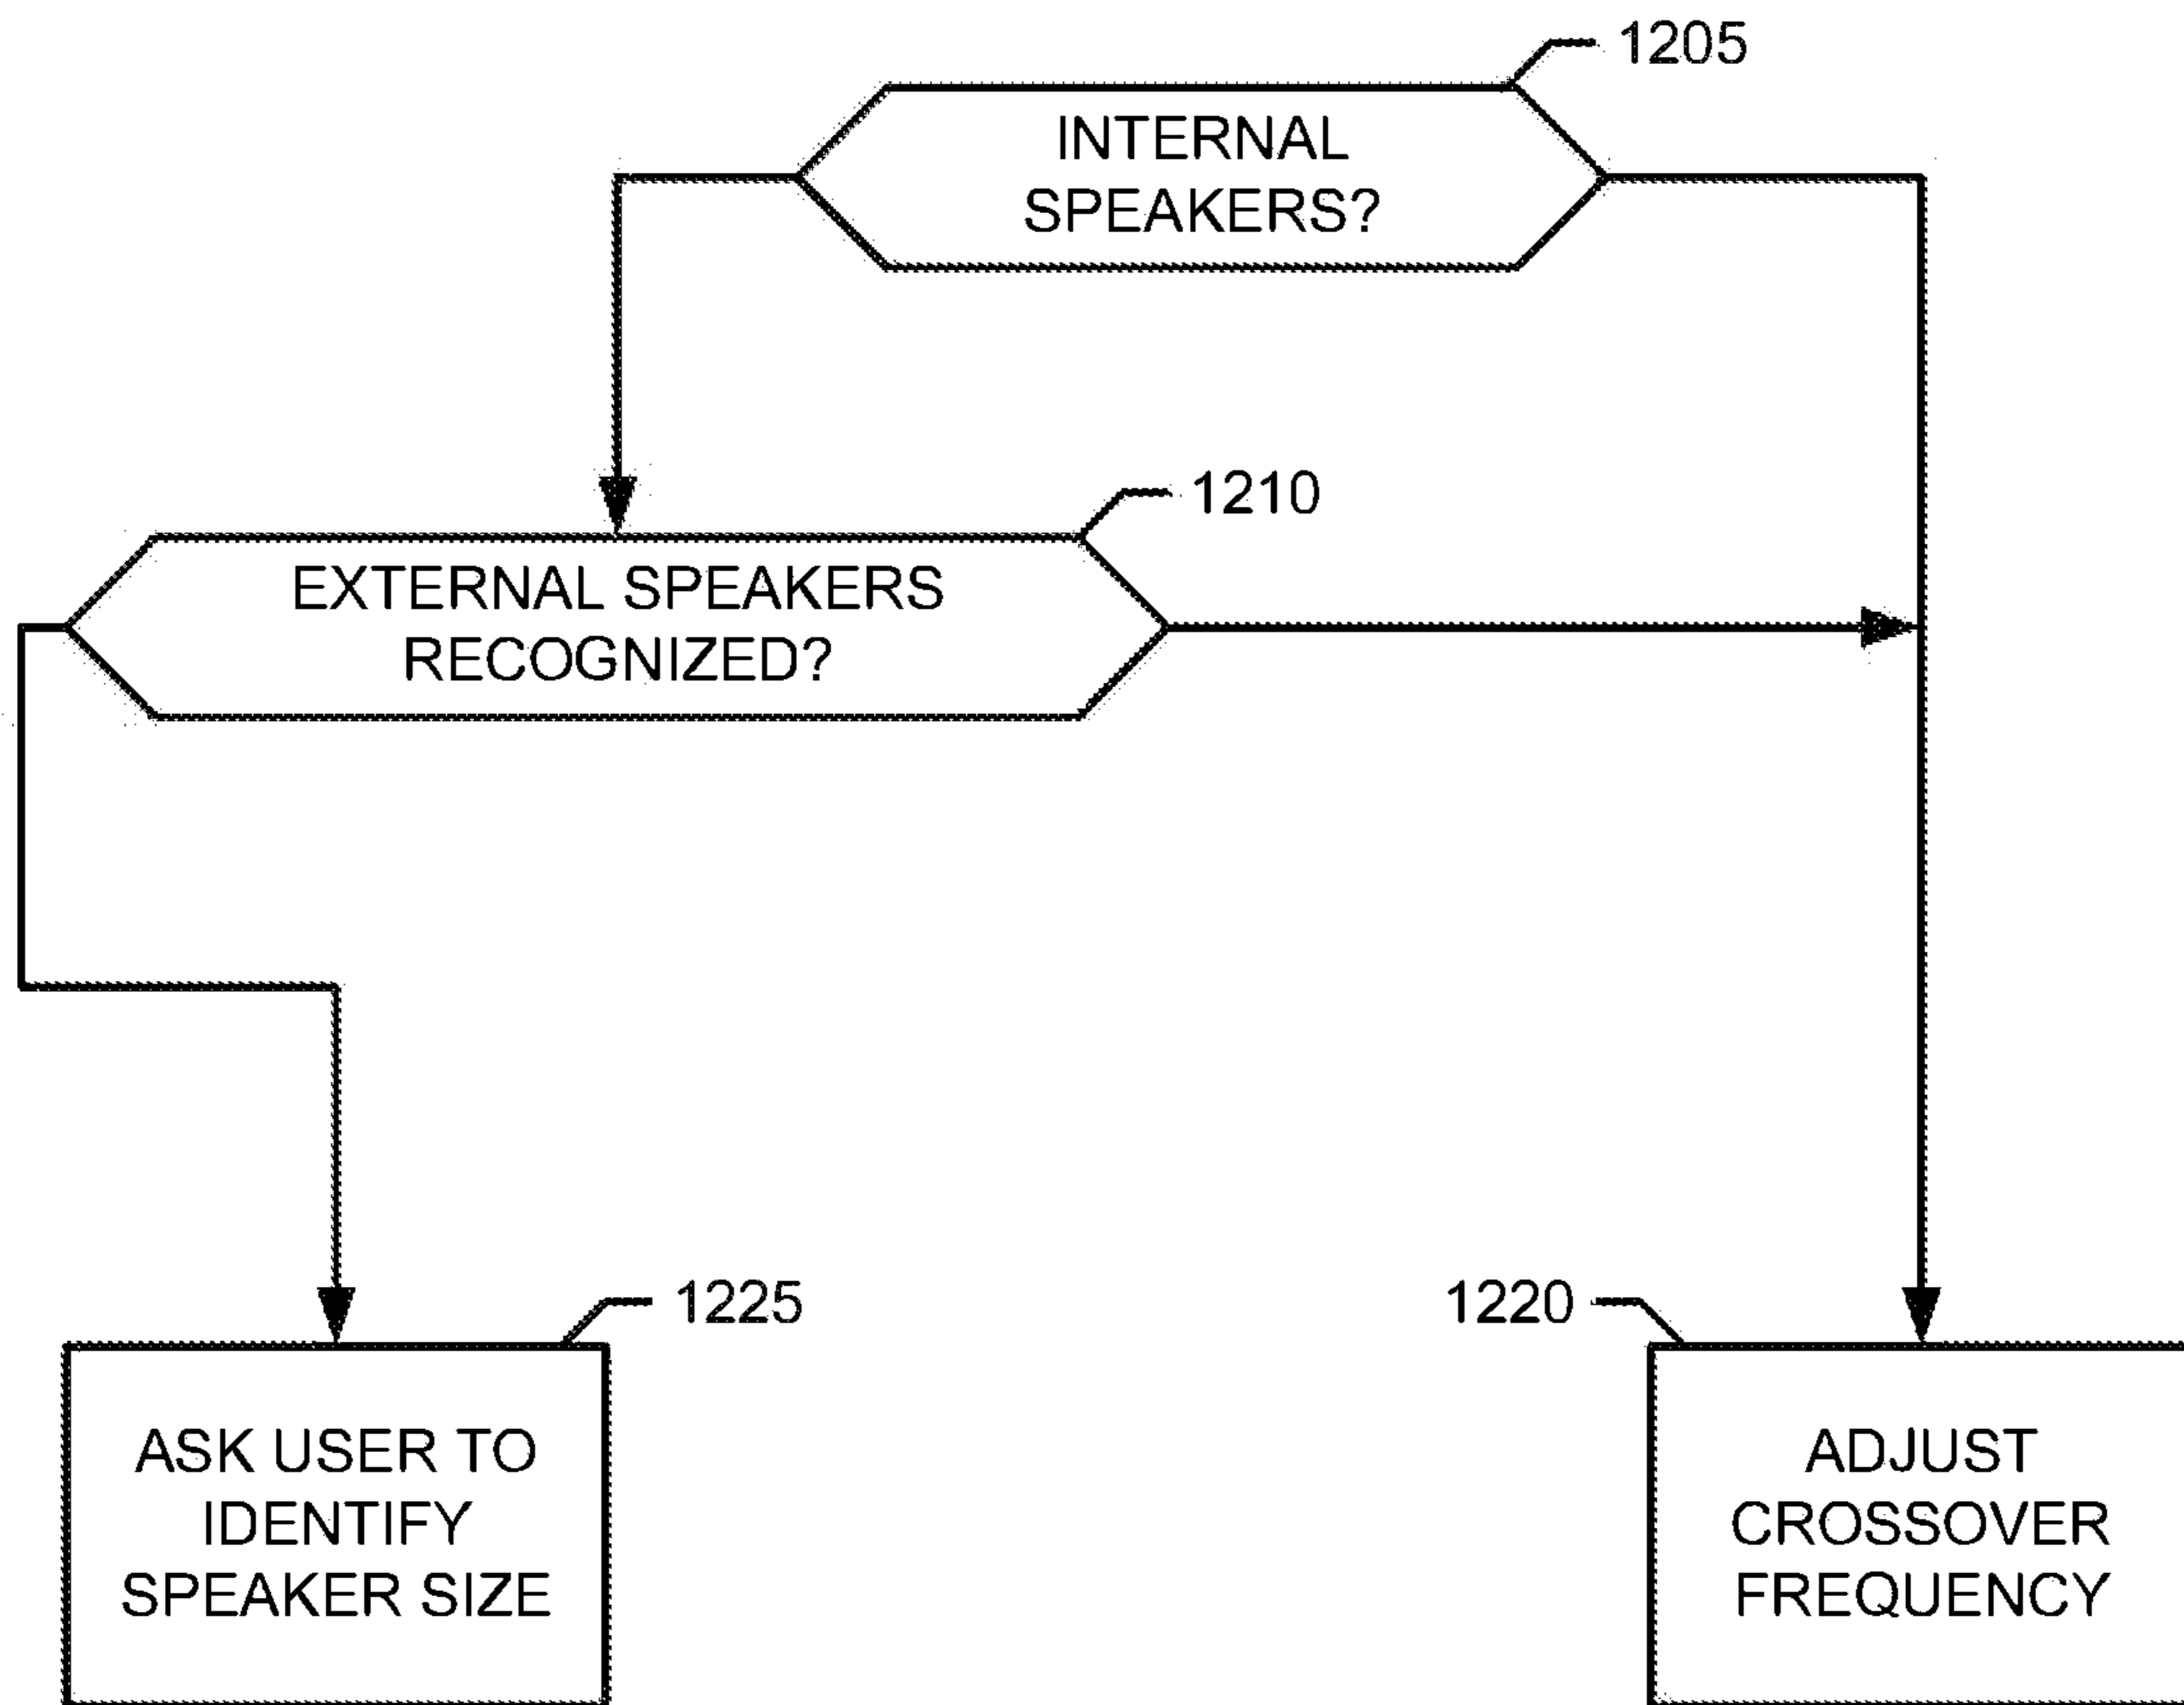 1205
INTERNAL
SPEAKERS?
1210
EXTERNAL SPEAKERS
RECOGNIZED?
1225
ASK USER TO
IDENTIFY
SPEAKER SIZE
1220
ADJUST
CROSSOVER
FREQUENCY